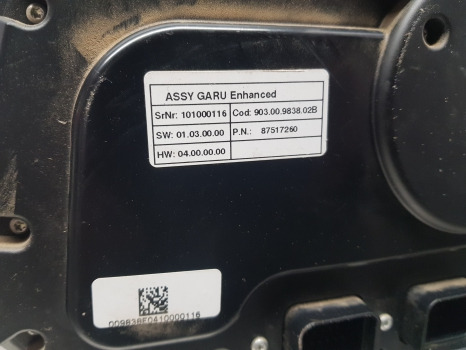 ASSY GARU Enhanced
SrNr: 101000116 Cod: 903.00.9838.02B
SW: 01.03.00.00 P.N.: 87517260
HW: 04.00.00.00
009838E0410000116